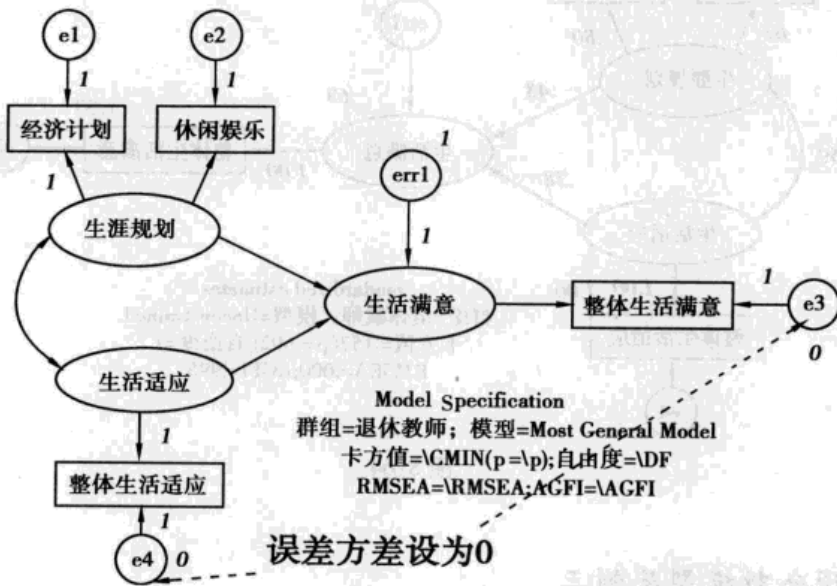 e1
e2
1
1
经济计划
休闲娱乐
1
1
err1
生涯规划
1
生活满意
1
整体生活满意
e3
0
生活适应
1
Model Specification
群组=退休教师；模型=Most General Model
卡方值=\CMIN(p=\p);自由度=\DF
RMSEA=\RMSEA;AGFI=\AGFI
整体生活适应
1
e4
0
误差方差设为0